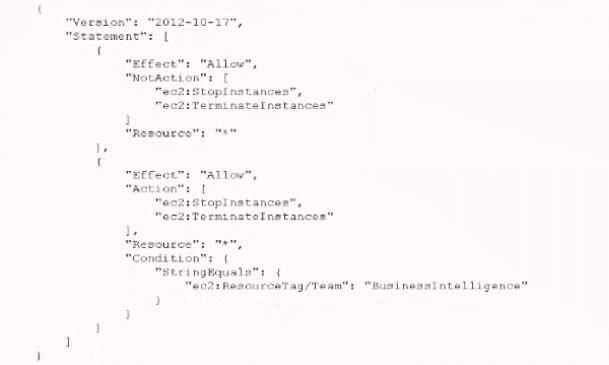 {
"Version": "2012-10-17",
"Statement": [
{
"Effect": "Allow",
"NotAction": [
"ec2:StopInstances",
"ec2:TerminateInstances"
]
"Resource": "*"
},
{
"Effect": "Allow",
"Action": [
"ec2:StopInstances",
"ec2:TerminateInstances"
],
"Resource": "*",
"Condition": {
"StringEquals": {
"ec2:ResourceTag/Team": "BusinessIntelligence"
}
}
}
]
}